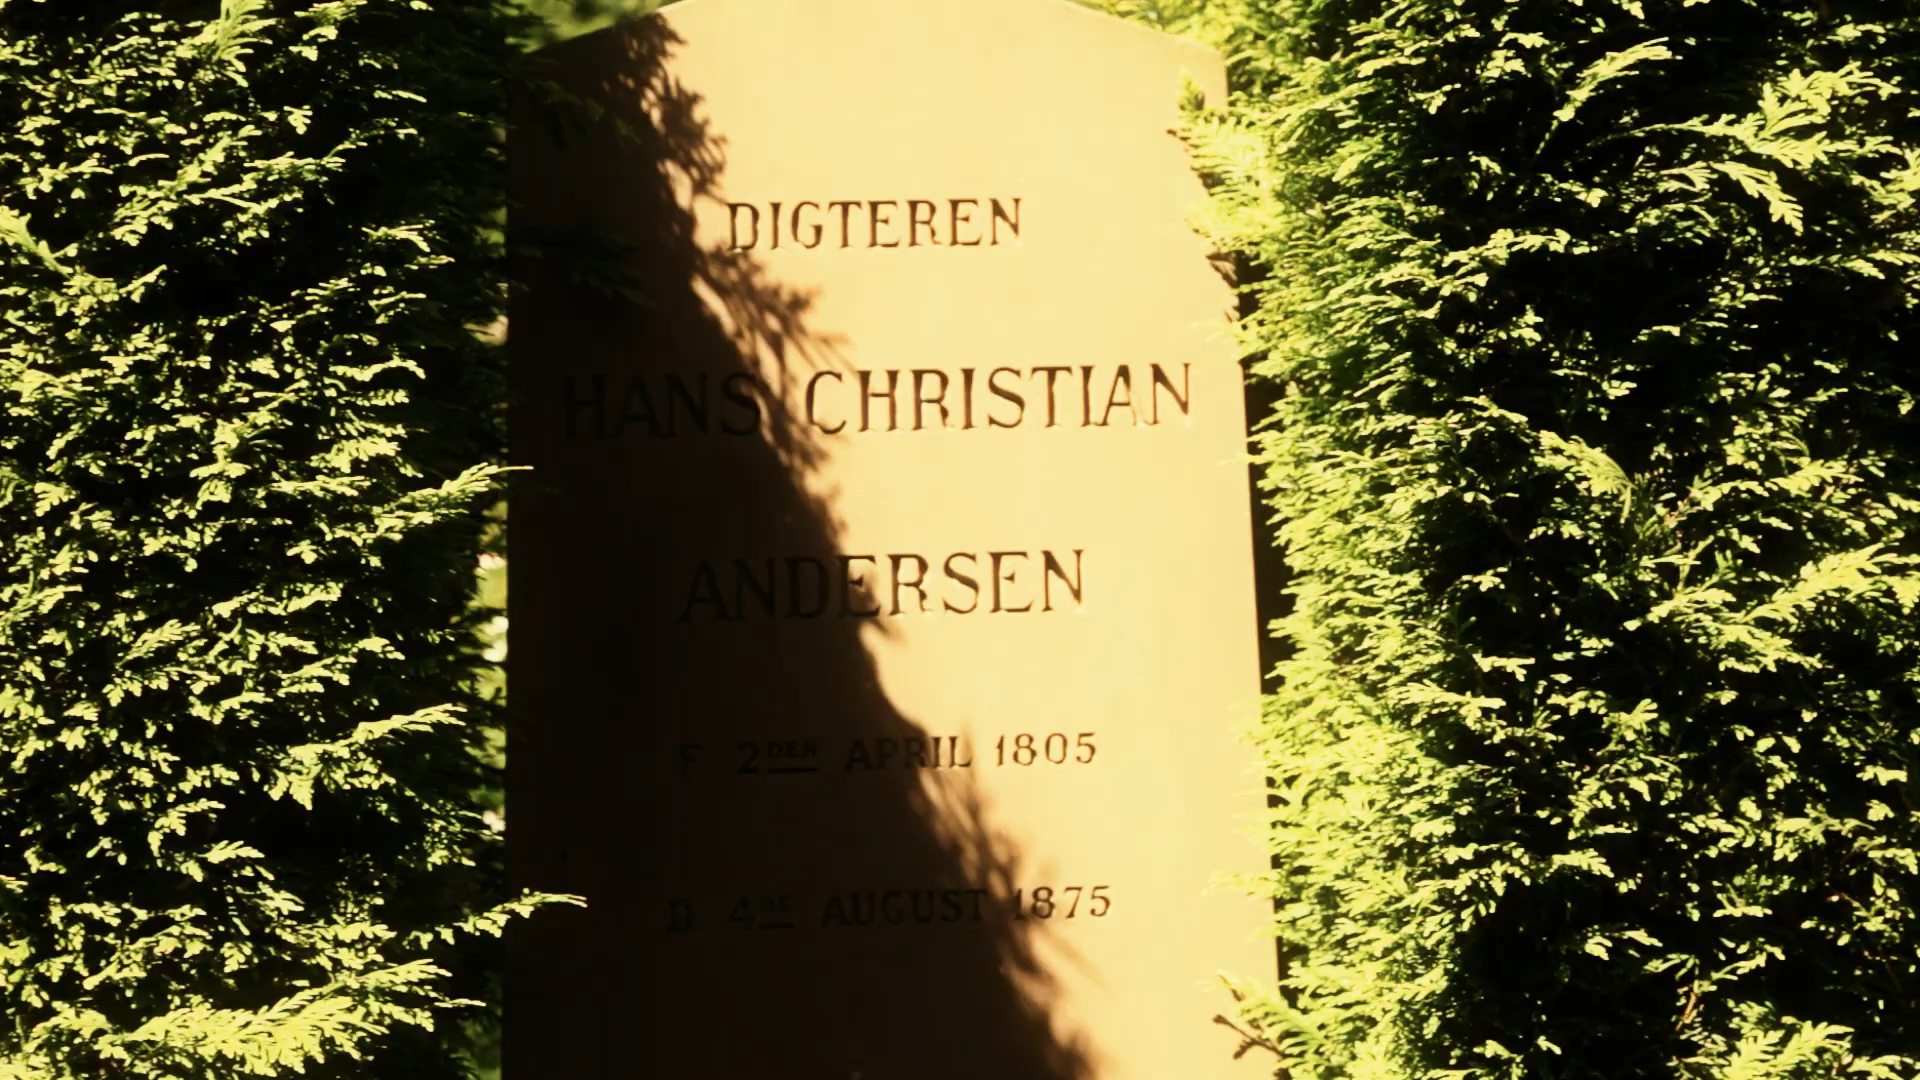 DIGTEREN
HANS CHRISTIAN
ANDERSEN
F. 2DEN APRIL 1805
D. 4DE AUGUST 1875